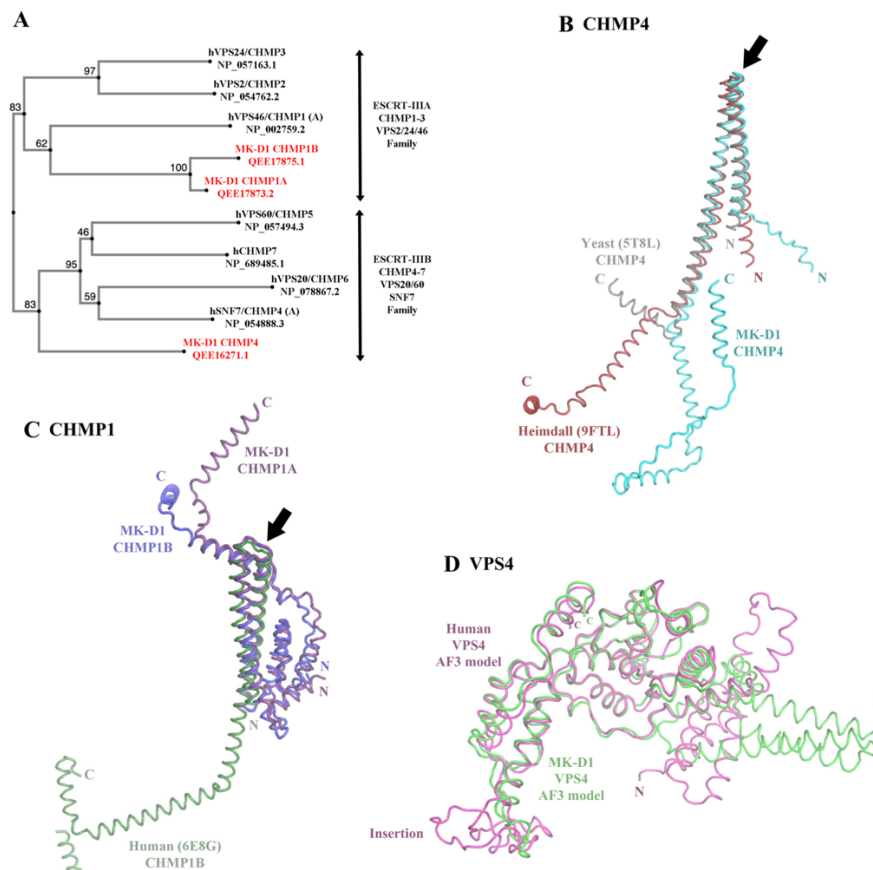 A
97
hVPS24/CHMP3
NP_057163.1
hVPS2/CHMP2
NP_054762.2
83
hVPS46/CHMP1 (A)
NP_002759.2
62
MK-D1 CHMP1B
QEE17875.1
100
MK-D1 CHMP1A
QEE17873.2
ESCRT-IIIA
CHMP1-3
VPS2/24/46
Family
hVPS60/CHMP5
NP_057494.3
46
hCHMP7
NP_689485.1
95
hVPS20/CHMP6
NP_078867.2
59
hSNF7/CHMP4 (A)
NP_054888.3
83
MK-D1 CHMP4
QEE16271.1
ESCRT-IIIB
CHMP4-7
VPS20/60
SNF7
Family
B CHMP4
Yeast (5T8L)
CHMP4
C
N
N
N
C
MK-D1
CHMP4
C
Heimdall (9FTL)
CHMP4
C CHMP1
C
MK-D1
CHMP1A
C
MK-D1
CHMP1B
N
N
N
C
Human (6E8G)
CHMP1B
D VPS4
Human
VPS4
AF3 model
C
C
MK-D1
VPS4
AF3 model
N
Insertion